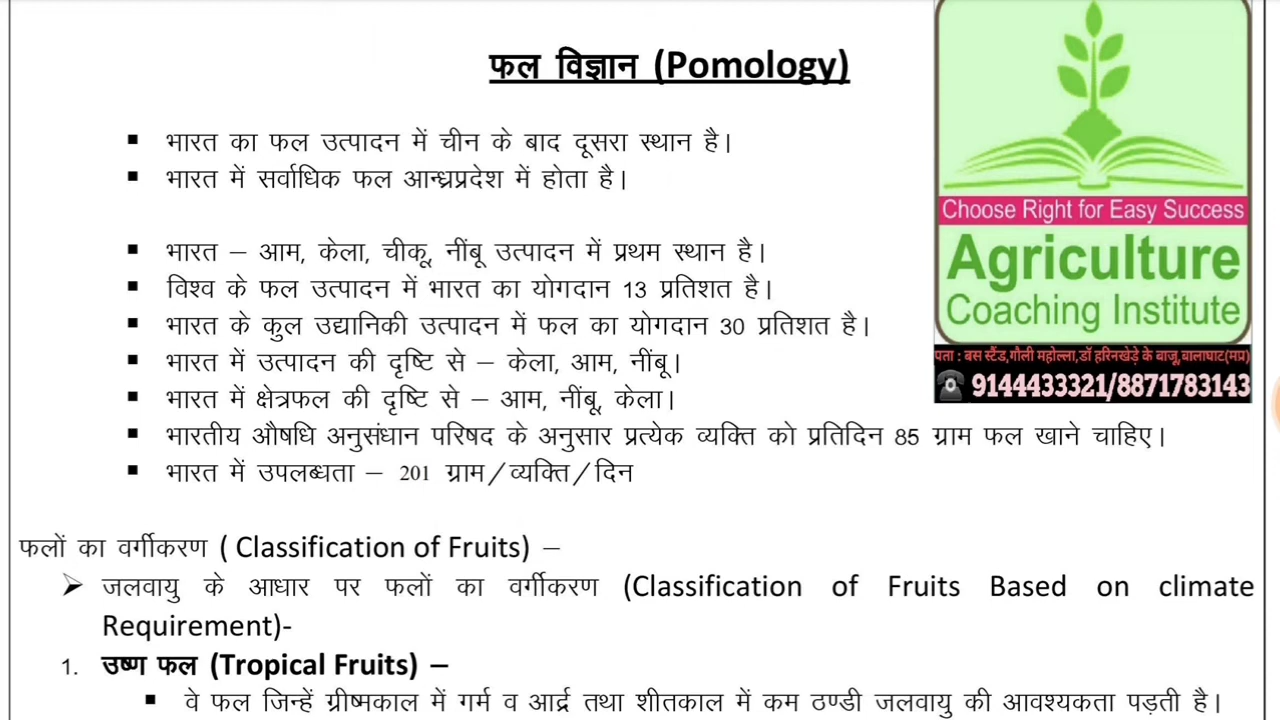 फल विज्ञान (Pomology)
▪ भारत का फल उत्पादन में चीन के बाद दूसरा स्थान है।
▪ भारत में सर्वाधिक फल आन्ध्रप्रदेश में होता है।
▪ भारत – आम, केला, चीकू, नींबू उत्पादन में प्रथम स्थान है।
▪ विश्व के फल उत्पादन में भारत का योगदान 13 प्रतिशत है।
▪ भारत के कुल उद्यानिकी उत्पादन में फल का योगदान 30 प्रतिशत है।
▪ भारत में उत्पादन की दृष्टि से – केला, आम, नींबू।
▪ भारत में क्षेत्रफल की दृष्टि से – आम, नींबू, केला।
▪ भारतीय औषधि अनुसंधान परिषद के अनुसार प्रत्येक व्यक्ति को प्रतिदिन 85 ग्राम फल खाने चाहिए।
▪ भारत में उपलब्धता – 201 ग्राम/व्यक्ति/दिन
Choose Right for Easy Success
Agriculture
Coaching Institute
पता : बस स्टैंड,गौली महोल्ला,डॉ हरिनखेड़े के बाजू,बालाघाट(मप्र)
9144433321/8871783143
फलों का वर्गीकरण ( Classification of Fruits) –
➢ जलवायु के आधार पर फलों का वर्गीकरण (Classification of Fruits Based on climate
Requirement)-
1. उष्ण फल (Tropical Fruits) –
▪ वे फल जिन्हें ग्रीष्मकाल में गर्म व आर्द्र तथा शीतकाल में कम ठण्डी जलवायु की आवश्यकता पड़ती है।